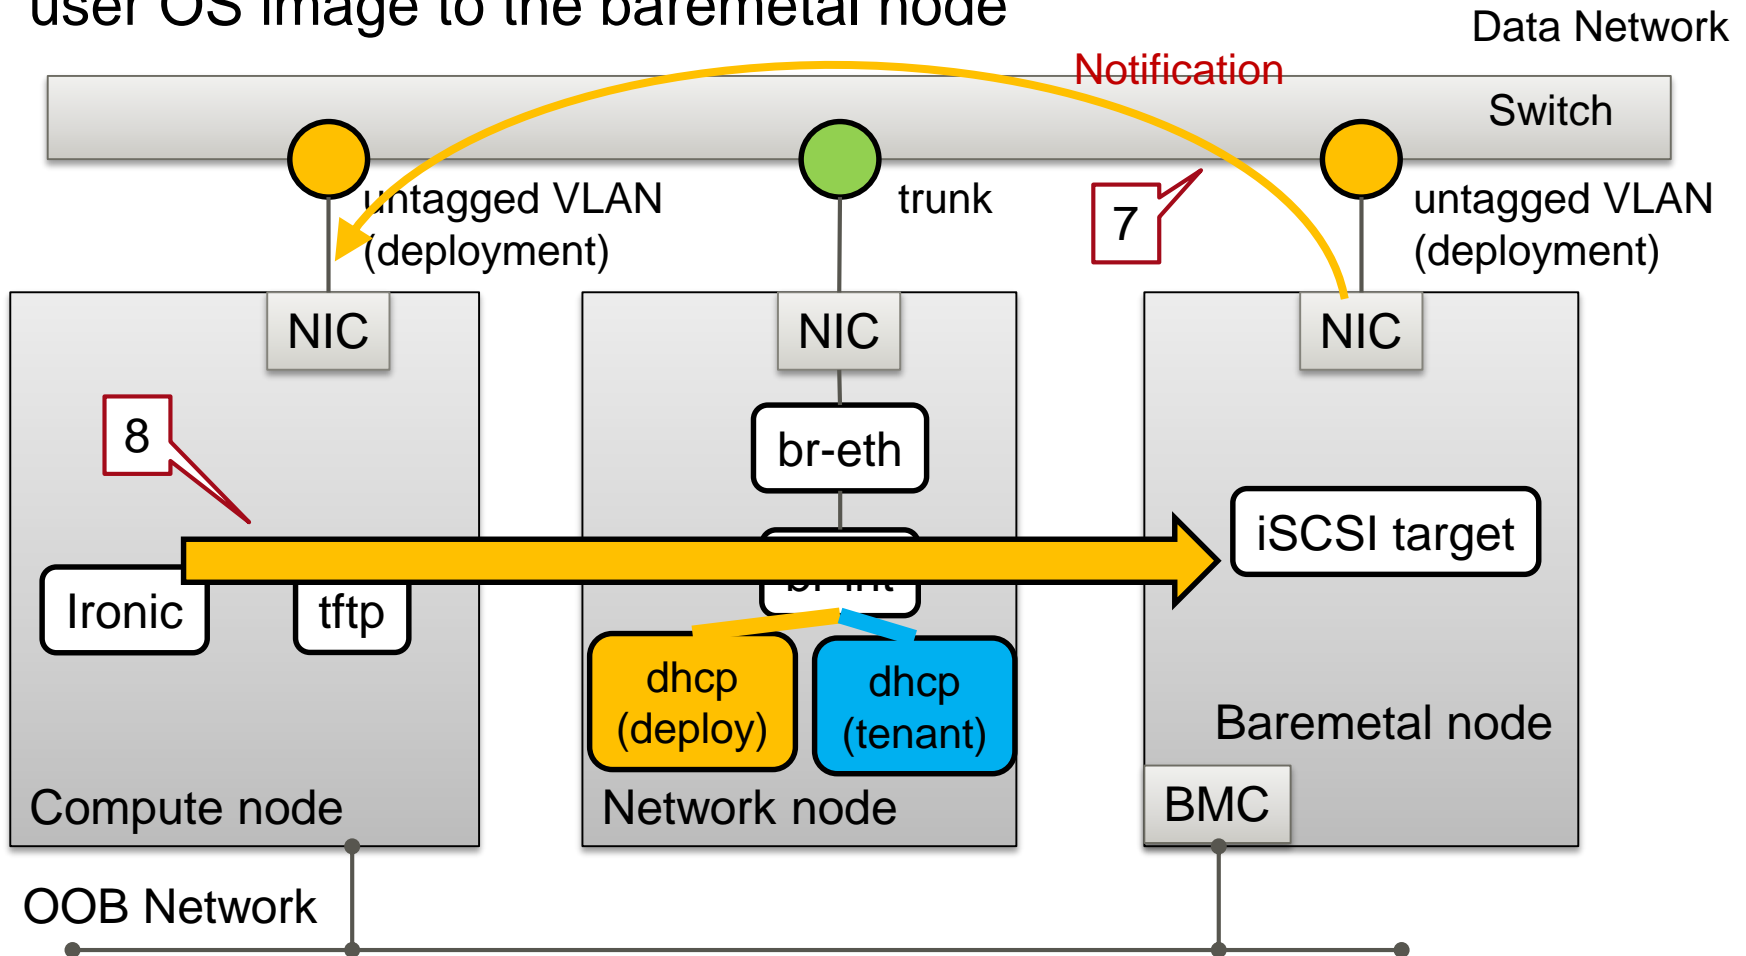 user OS image to the baremetal node
Data Network
Notification
Switch
untagged VLAN
(deployment)
trunk
7
untagged VLAN
(deployment)
NIC
NIC
NIC
8
br-eth
iSCSI target
Ironic
tftp
br-int
dhcp
(deploy)
dhcp
(tenant)
Baremetal node
Compute node
Network node
BMC
OOB Network